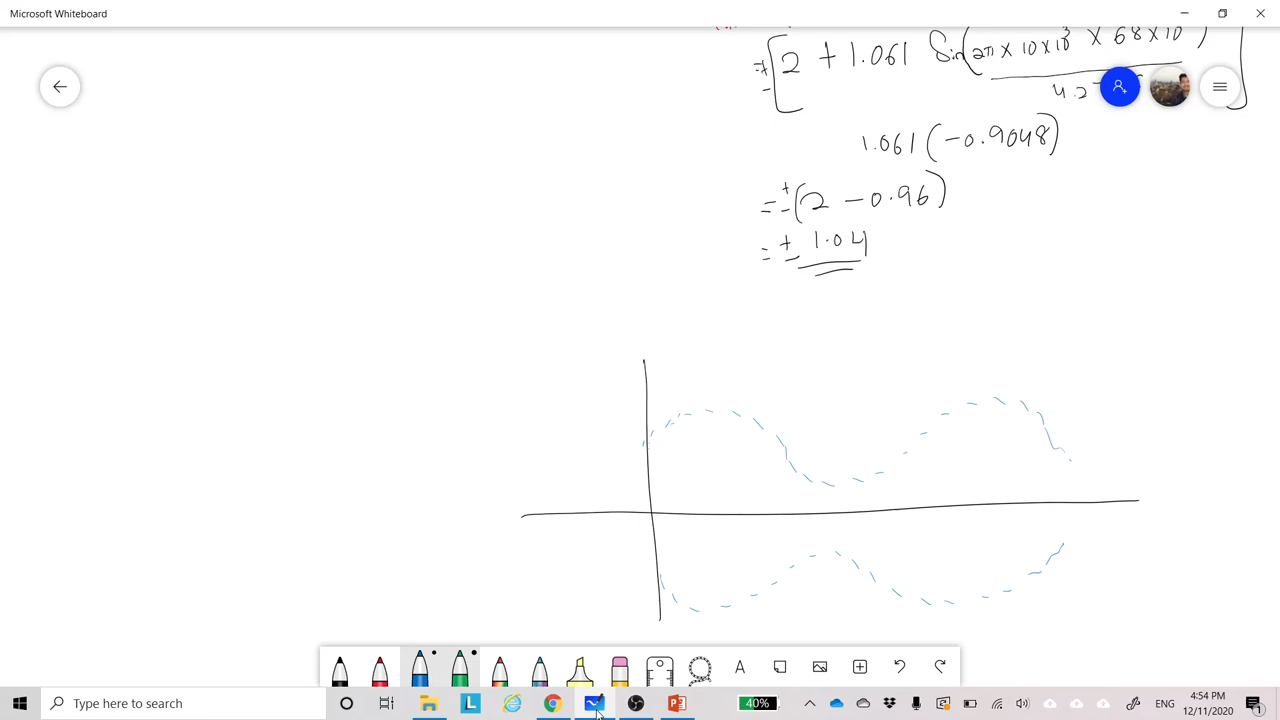 Microsoft Whiteboard
= ± [2 + 1.061 Sin(2π × 10×10³ × 68×10
4.2
1.061 (-0.9048)
= ± (2 - 0.96)
= ± 1.04
A
Type here to search
L
40%
ENG
4:54 PM
12/11/2020
1